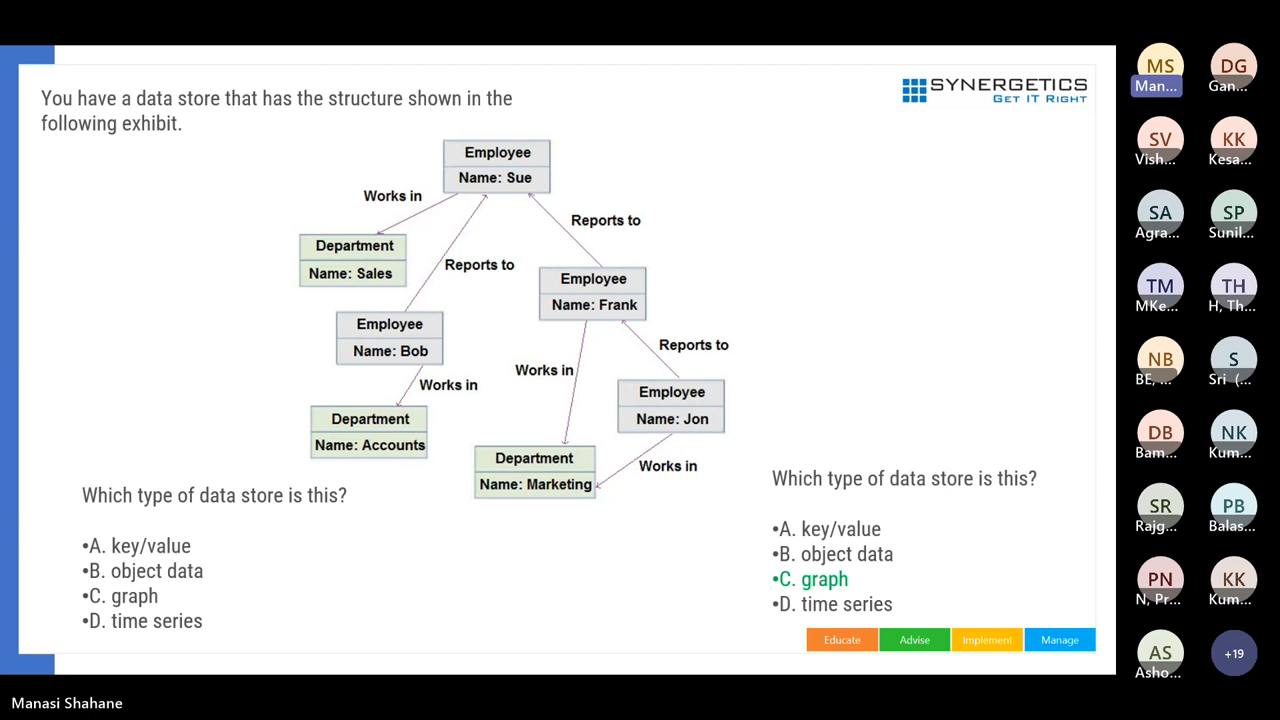 You have a data store that has the structure shown in the
following exhibit.
SYNERGETICS
GET IT RIGHT
Employee
Name: Sue
Works in
Reports to
Department
Name: Sales
Reports to
Employee
Name: Frank
Employee
Name: Bob
Reports to
Works in
Works in
Employee
Name: Jon
Department
Name: Accounts
Department
Name: Marketing
Works in
Which type of data store is this?
•A. key/value
•B. object data
•C. graph
•D. time series
Which type of data store is this?
•A. key/value
•B. object data
•C. graph
•D. time series
Educate
Advise
Implement
Manage
MS
Man...
DG
Gan...
SV
Vish...
KK
Kesa...
SA
Agra...
SP
Sunil...
TM
MKe...
TH
H, Th...
NB
BE, ...
S
Sri (...
DB
Bam...
NK
Kum...
SR
Rajg...
PB
Balas...
PN
N, Pr...
KK
Kum...
AS
Asho...
+19
Manasi Shahane